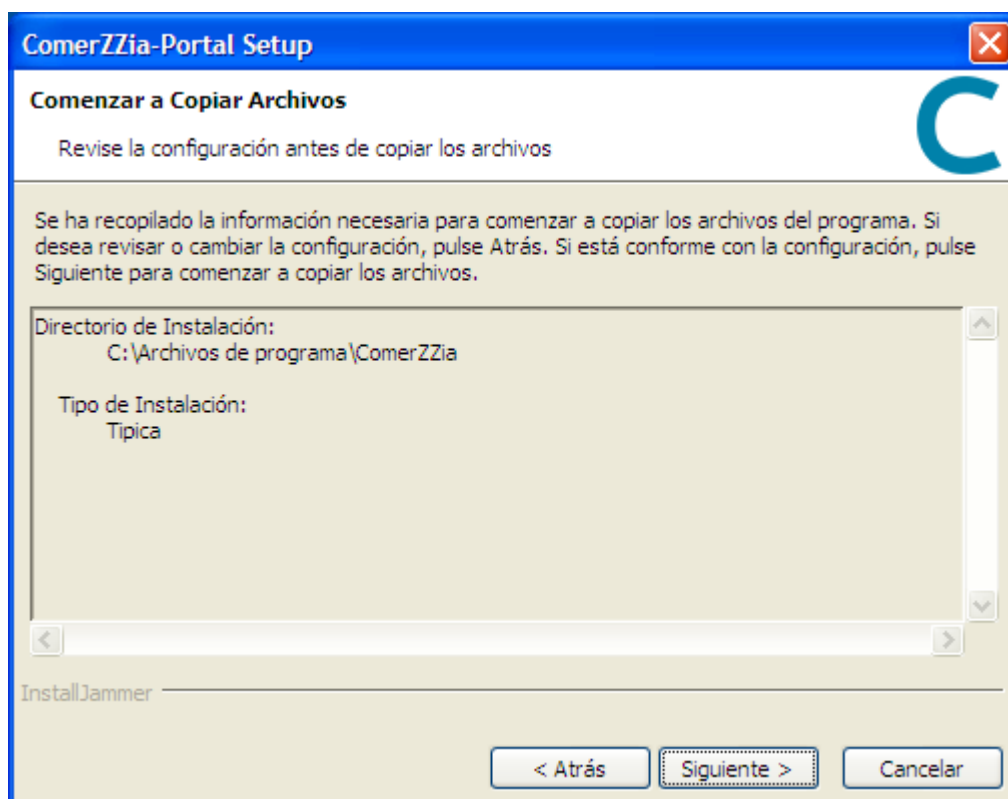 ComerZZia-Portal Setup
Comenzar a Copiar Archivos
Revise la configuración antes de copiar los archivos
Se ha recopilado la información necesaria para comenzar a copiar los archivos del programa. Si
desea revisar o cambiar la configuración, pulse Atrás. Si está conforme con la configuración, pulse
Siguiente para comenzar a copiar los archivos.
Directorio de Instalación:
C:\Archivos de programa\ComerZZia
Tipo de Instalación:
Tipica
InstallJammer
< Atrás
Siguiente >
Cancelar